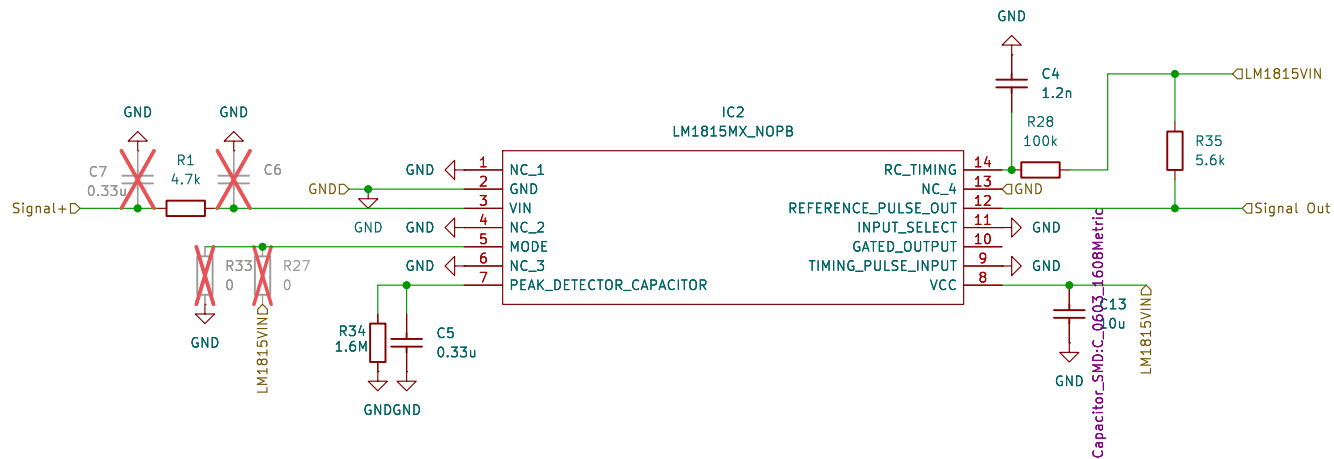 GND
C4
1.2n
LM1815VIN
IC2
LM1815MX_NOPB
R28
100k
R35
5.6k
GND
GND
C7
0.33u
R1
4.7k
C6
Signal+
GND
1
NC_1
RC_TIMING
14
GND
2
GND
NC_4
13
GND
3
VIN
REFERENCE_PULSE_OUT
12
Signal Out
GND
GND
4
NC_2
INPUT_SELECT
11
GND
5
MODE
GATED_OUTPUT
10
GND
6
NC_3
TIMING_PULSE_INPUT
9
GND
7
PEAK_DETECTOR_CAPACITOR
VCC
8
R33
0
R27
0
GND
LM1815VIN
R34
1.6M
C5
0.33u
GND
GND
C13
10u
GND
Capacitor_SMD:C_0603_1608Metric
LM1815VIN